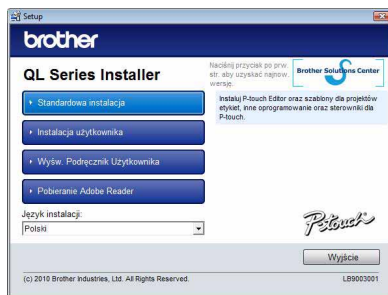 Setup
brother
QL Series Installer
Naciśnij przycisk po prw.
str. aby uzyskać najnow.
wersje.
Brother Solutions Center
Standardowa instalacja
Instaluj P-touch Editor oraz szablony dla projektów
etykiet, inne oprogramowanie oraz sterowniki dla
P-touch.
Instalacja użytkownika
Wyśw. Podręcznik Użytkownika
Pobieranie Adobe Reader
Język instalacji:
Polski
P-touch
Wyjście
(c) 2010 Brother Industries, Ltd. All Rights Reserved.
LB9003001